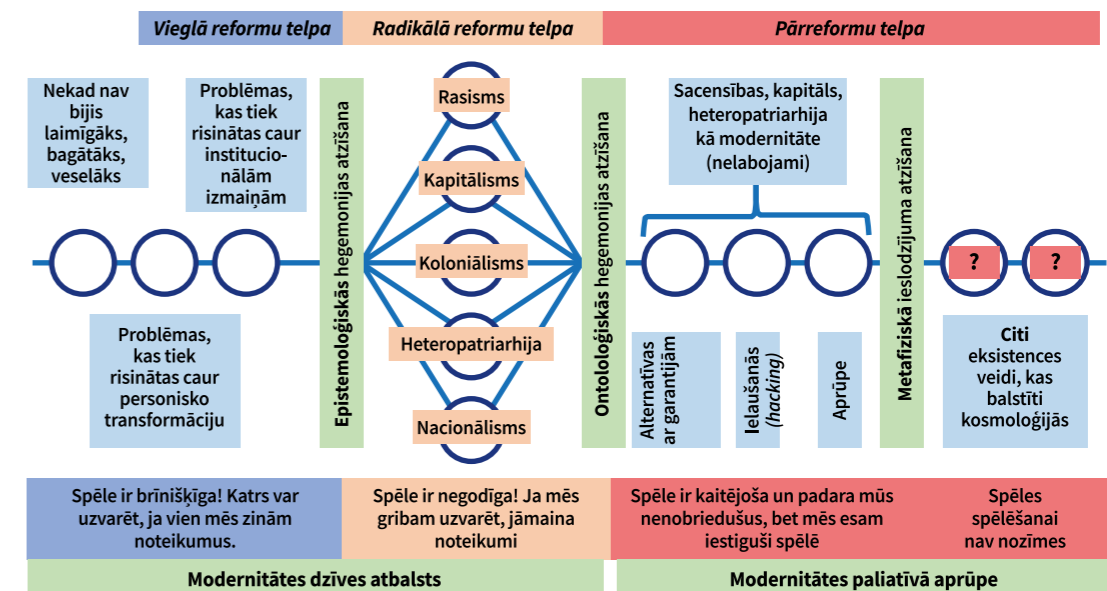 Vieglā reformu telpa
Radikālā reformu telpa
Pārreformu telpa
Nekad nav
bijis
laimīgāks,
bagātāks,
veselāks
Problēmas,
kas tiek
risinātas caur
institucio-
nālām
izmaiņām
Problēmas,
kas tiek
risinātas caur
personisko
transformāciju
Epistemoloģiskās hegemonijas atzīšana
Rasisms
Kapitālisms
Koloniālisms
Heteropatriarhija
Nacionālisms
Ontoloģiskās hegemonijas atzīšana
Sacensības, kapitāls,
heteropatriarhija
kā modernitāte
(nelabojami)
Alternatīvas
ar garantijām
Ielaušanās
(hacking)
Aprūpe
Metafiziskā ieslodzījuma atzīšana
?
?
Citi
eksistences
veidi, kas
balstīti
kosmoloģijās
Spēle ir brīnišķīga! Katrs var
uzvarēt, ja vien mēs zinām
noteikumus.
Spēle ir negodīga! Ja mēs
gribam uzvarēt, jāmaina
noteikumi
Spēle ir kaitējoša un padara mūs
nenobriedušus, bet mēs esam
iestiguši spēlē
Spēles
spēlēšanai
nav nozīmes
Modernitātes dzīves atbalsts
Modernitātes paliatīvā aprūpe